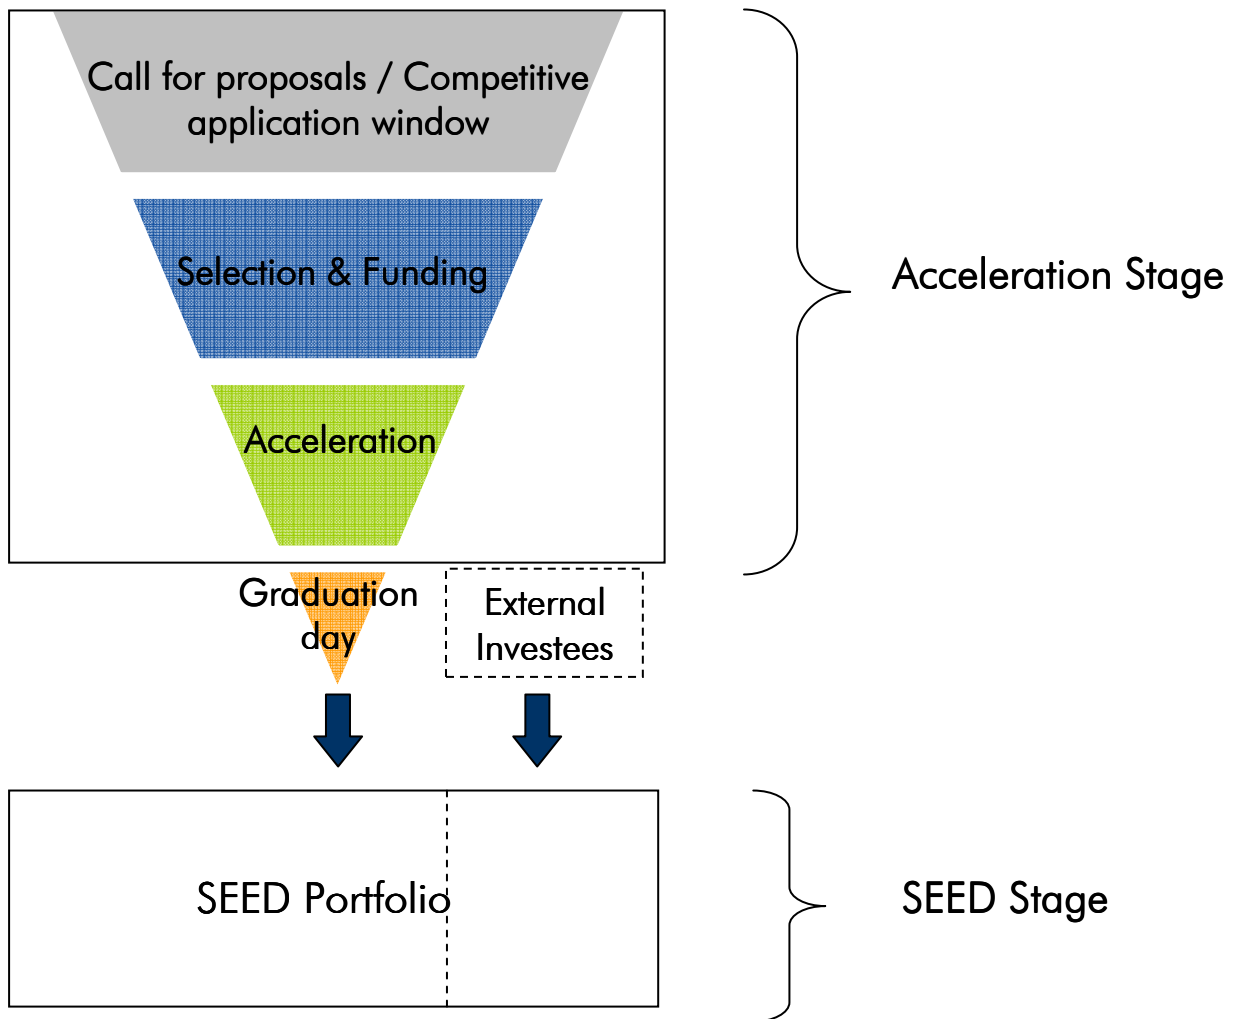 Call for proposals / Competitive
application window
Selection & Funding
Acceleration Stage
Acceleration
Graduation
day
External
Investees
SEED Portfolio
SEED Stage